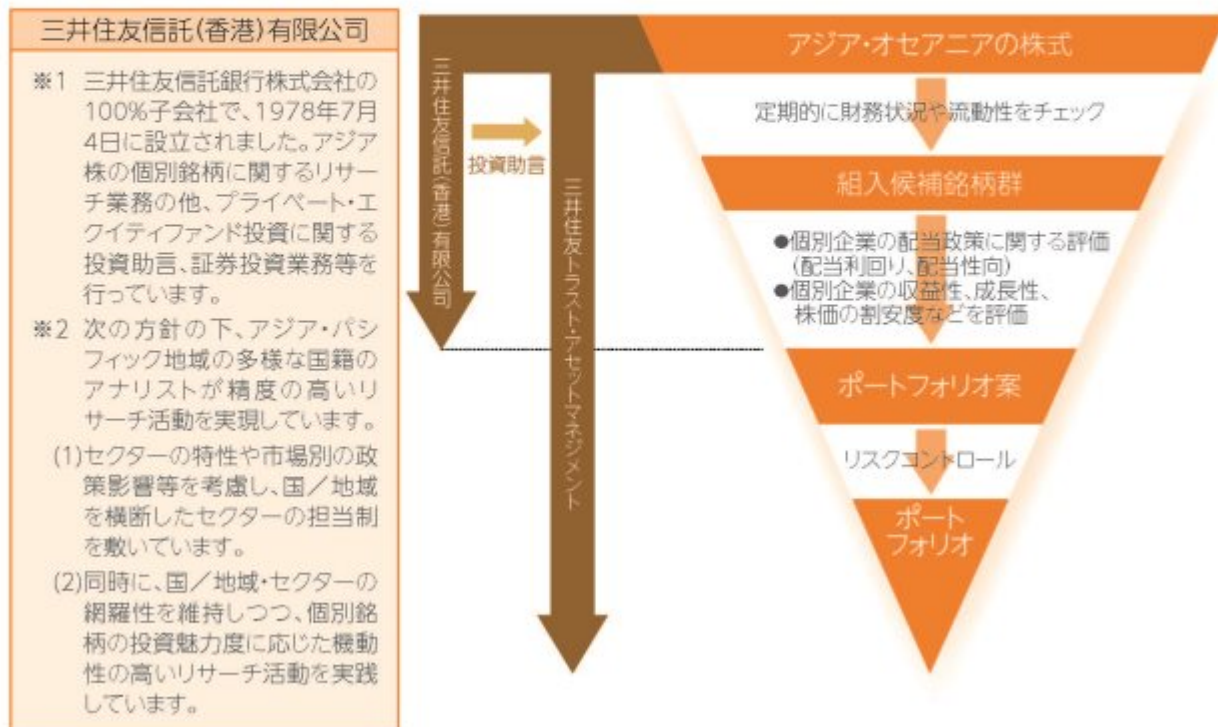 三井住友信託(香港)有限公司
※1 三井住友信託銀行株式会社の
100%子会社で、1978年7月
4日に設立されました。アジア
株の個別銘柄に関するリサー
チ業務の他、プライベート・エ
クイティファンド投資に関する
投資助言、証券投資業務等を
行っています。
※2 次の方針の下、アジア・パシ
フィック地域の多様な国籍の
アナリストが精度の高いリ
サーチ活動を実現しています。
(1)セクターの特性や市場別の政
策影響等を考慮し、国/地域
を横断したセクターの担当制
を敷いています。
(2)同時に、国/地域・セクターの
網羅性を維持しつつ、個別銘
柄の投資魅力度に応じた機動
性の高いリサーチ活動を実践
しています。
三井住友信託(香港)有限公司
投資助言
三井住友トラスト・アセットマネジメント
アジア・オセアニアの株式
定期的に財務状況や流動性をチェック
組入候補銘柄群
●個別企業の配当政策に関する評価
(配当利回り、配当性向)
●個別企業の収益性、成長性、
株価の割安度などを評価
ポートフォリオ案
リスクコントロール
ポート
フォリオ